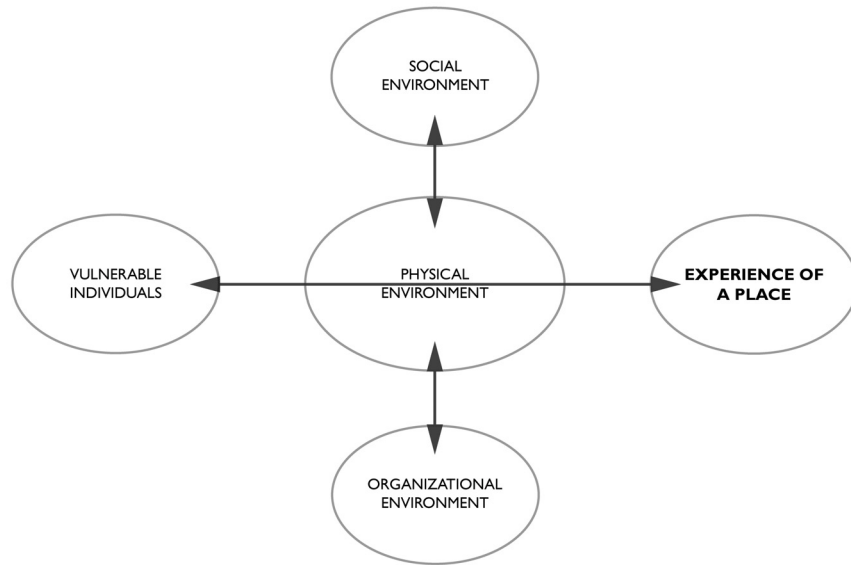 SOCIAL
ENVIRONMENT
VULNERABLE
INDIVIDUALS
PHYSICAL
ENVIRONMENT
EXPERIENCE OF
A PLACE
ORGANIZATIONAL
ENVIRONMENT